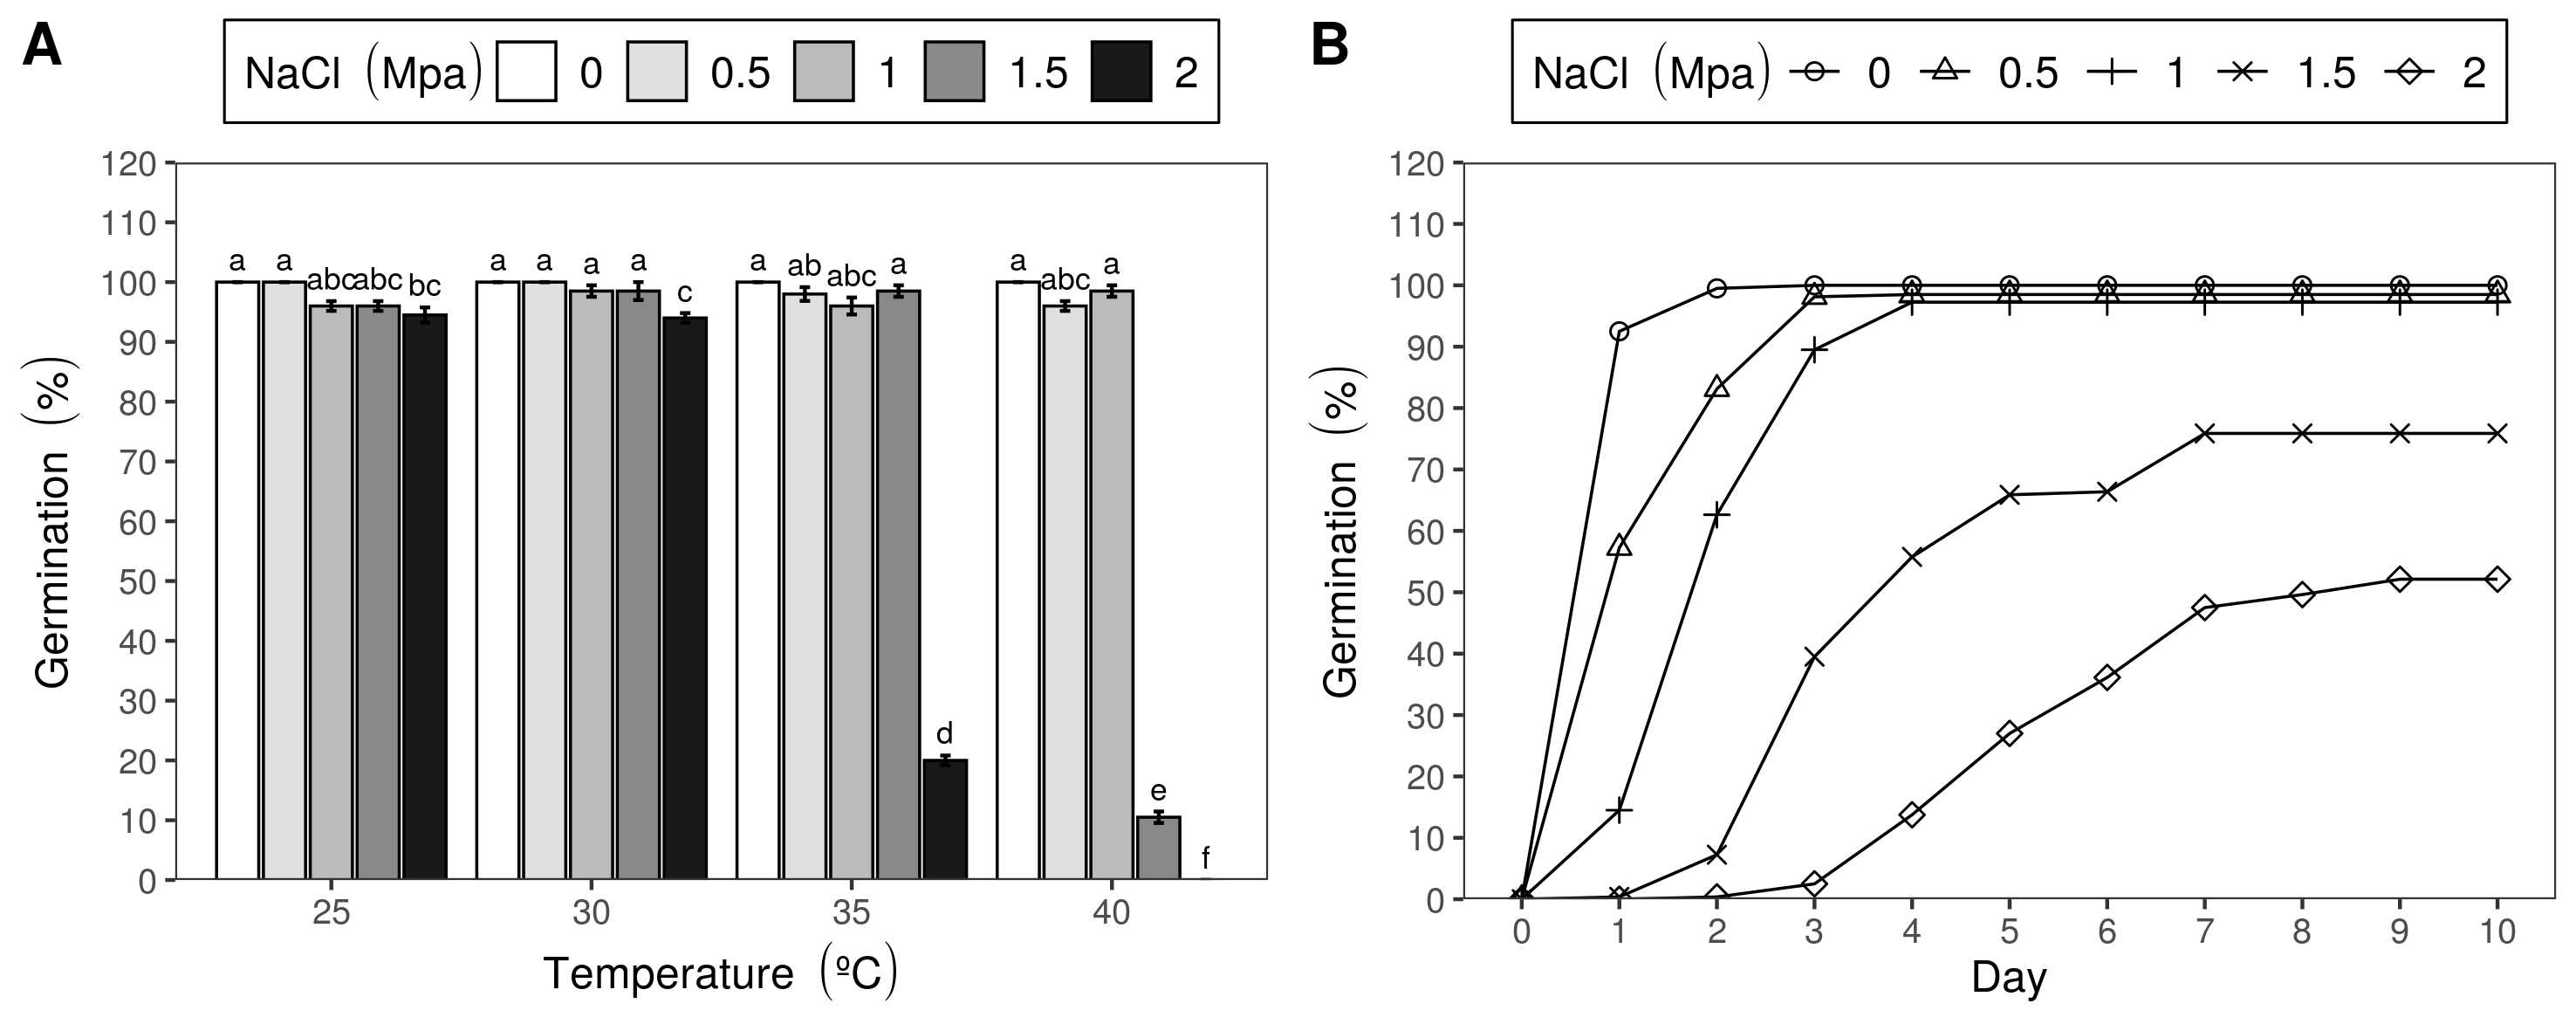 A
NaCl (Mpa) 0 0.5 1 1.5 2
120
110
100
90
80
70
60
50
40
30
20
10
0
Germination (%)
a a abc abc bc a a a a c a ab abc a d a abc a e f
25 30 35 40
Temperature (ºC)
B
NaCl (Mpa) 0 0.5 1 1.5 2
120
110
100
90
80
70
60
50
40
30
20
10
0
Germination (%)
0 1 2 3 4 5 6 7 8 9 10
Day